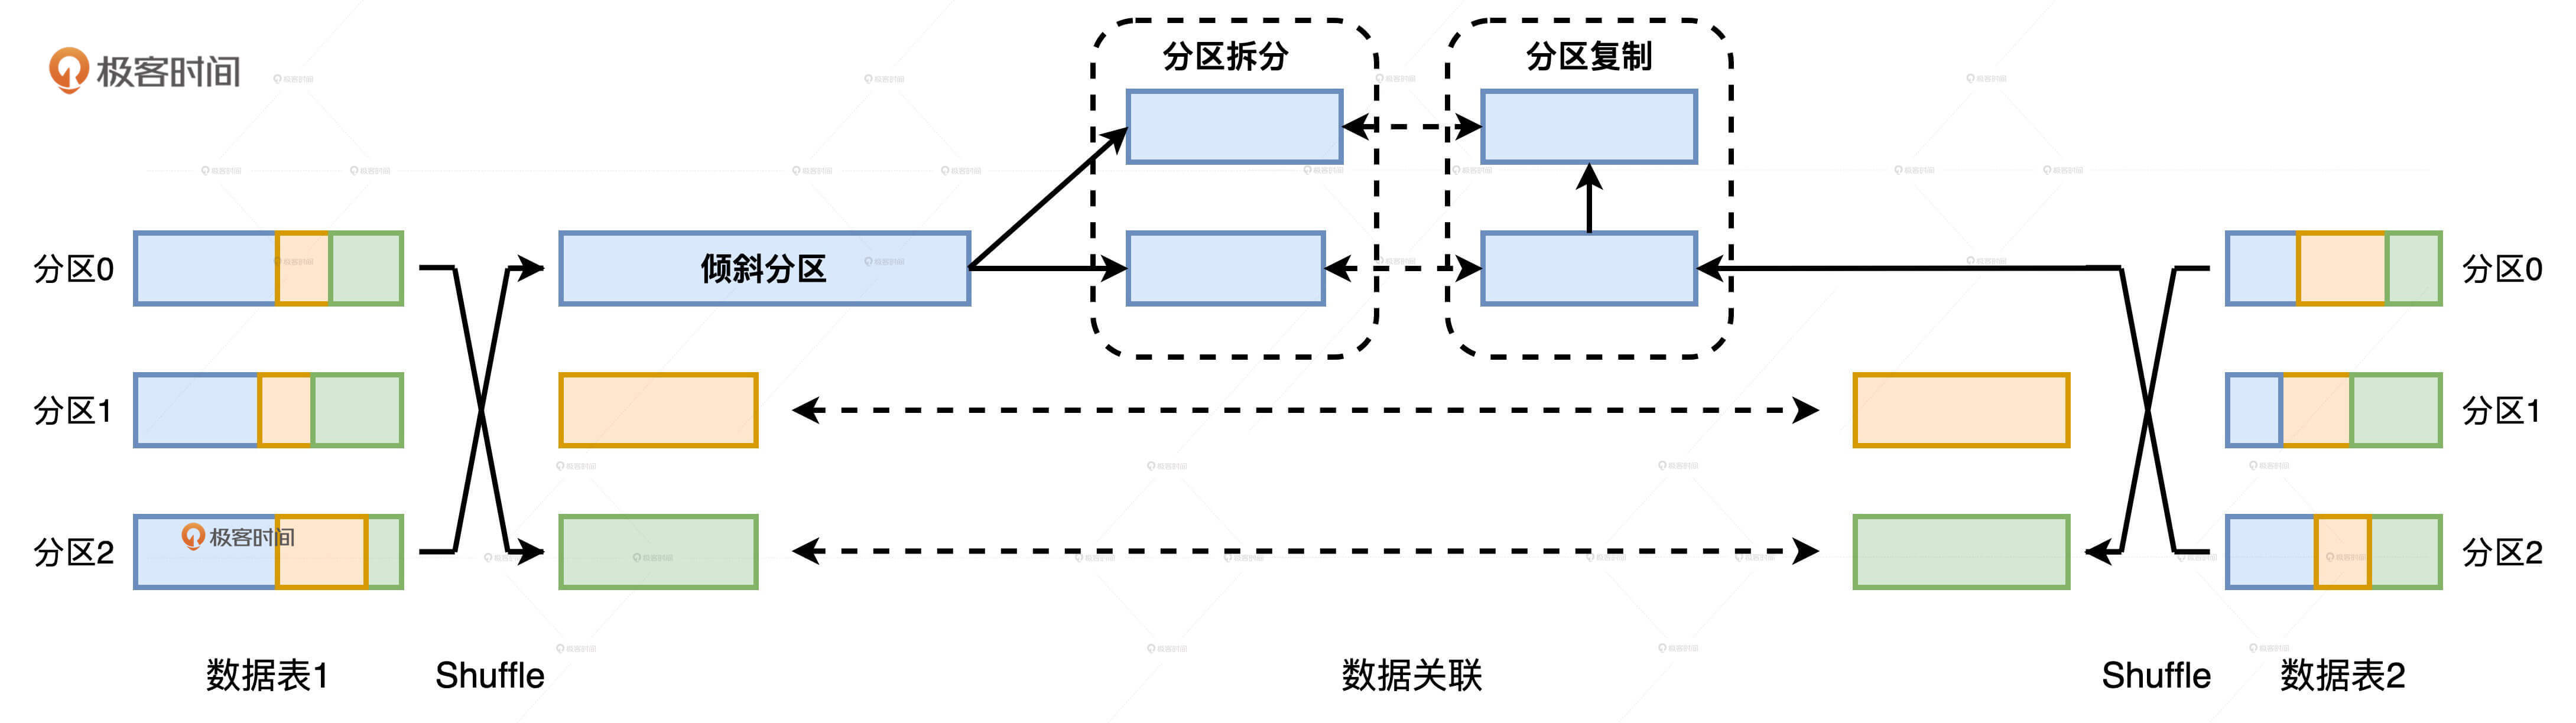 极客时间
分区拆分
分区复制
分区0
倾斜分区
分区0
分区1
分区1
分区2
极客时间
分区2
数据表1
Shuffle
数据关联
Shuffle
数据表2